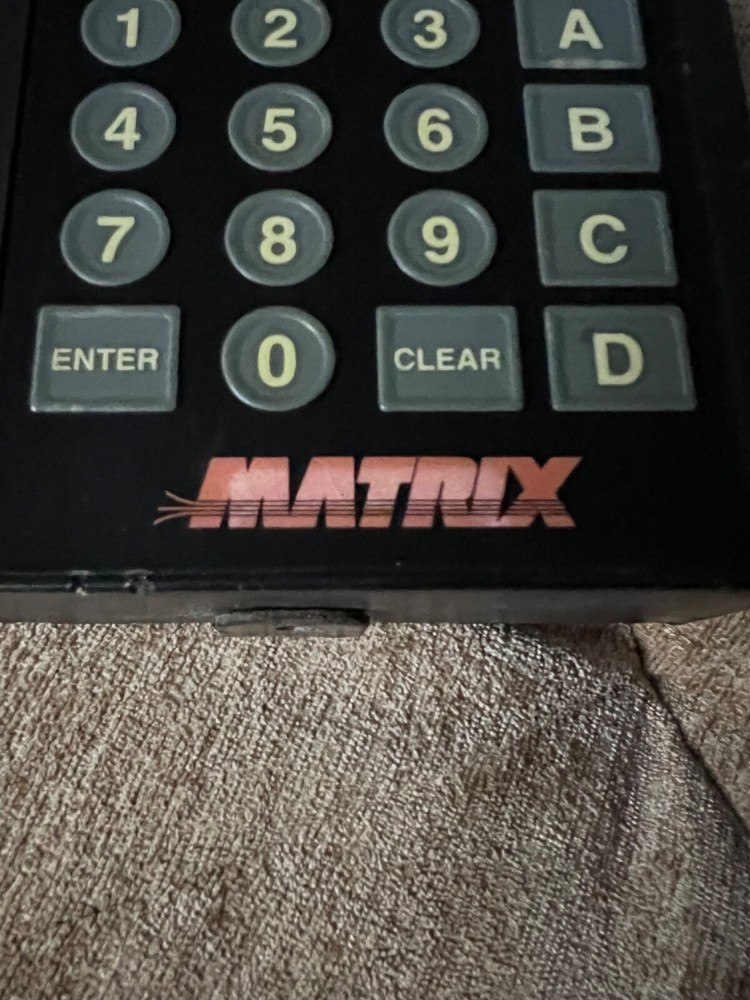 1 2 3 A
4 5 6 B
7 8 9 C
ENTER 0 CLEAR D
MATRIX